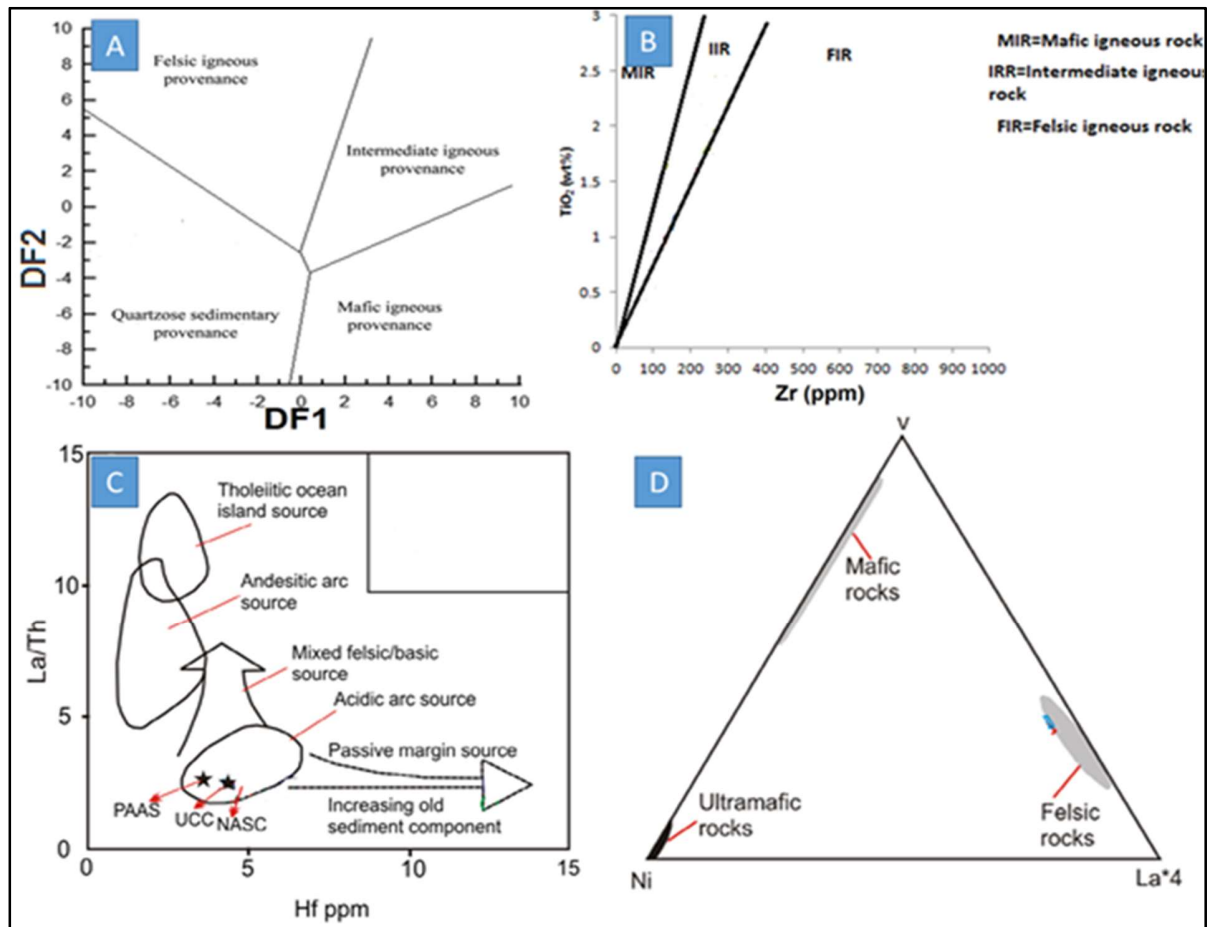 A
10
8
6
4
2
0
-2
-4
-6
-8
-10
DF2
Felsic igneous
provenance
Intermediate igneous
provenance
Quartzose sedimentary
provenance
Mafic igneous
provenance
-10 -8 -6 -4 -2 0 2 4 6 8 10
DF1
B
3
2.5
2
1.5
1
0.5
0
TiO₂ (wt%)
MIR
IIR
FIR
MIR=Mafic igneous rock
IRR=Intermediate igneous
rock
FIR=Felsic igneous rock
0 100 200 300 400 500 600 700 800 900 1000
Zr (ppm)
C
15
10
5
0
La/Th
Tholeiitic ocean
island source
Andesitic arc
source
Mixed felsic/basic
source
Acidic arc source
Passive margin source
Increasing old
sediment component
PAAS
UCC
NASC
0 5 10 15
Hf ppm
D
V
Mafic
rocks
Ultramafic
rocks
Felsic
rocks
Ni
La*4